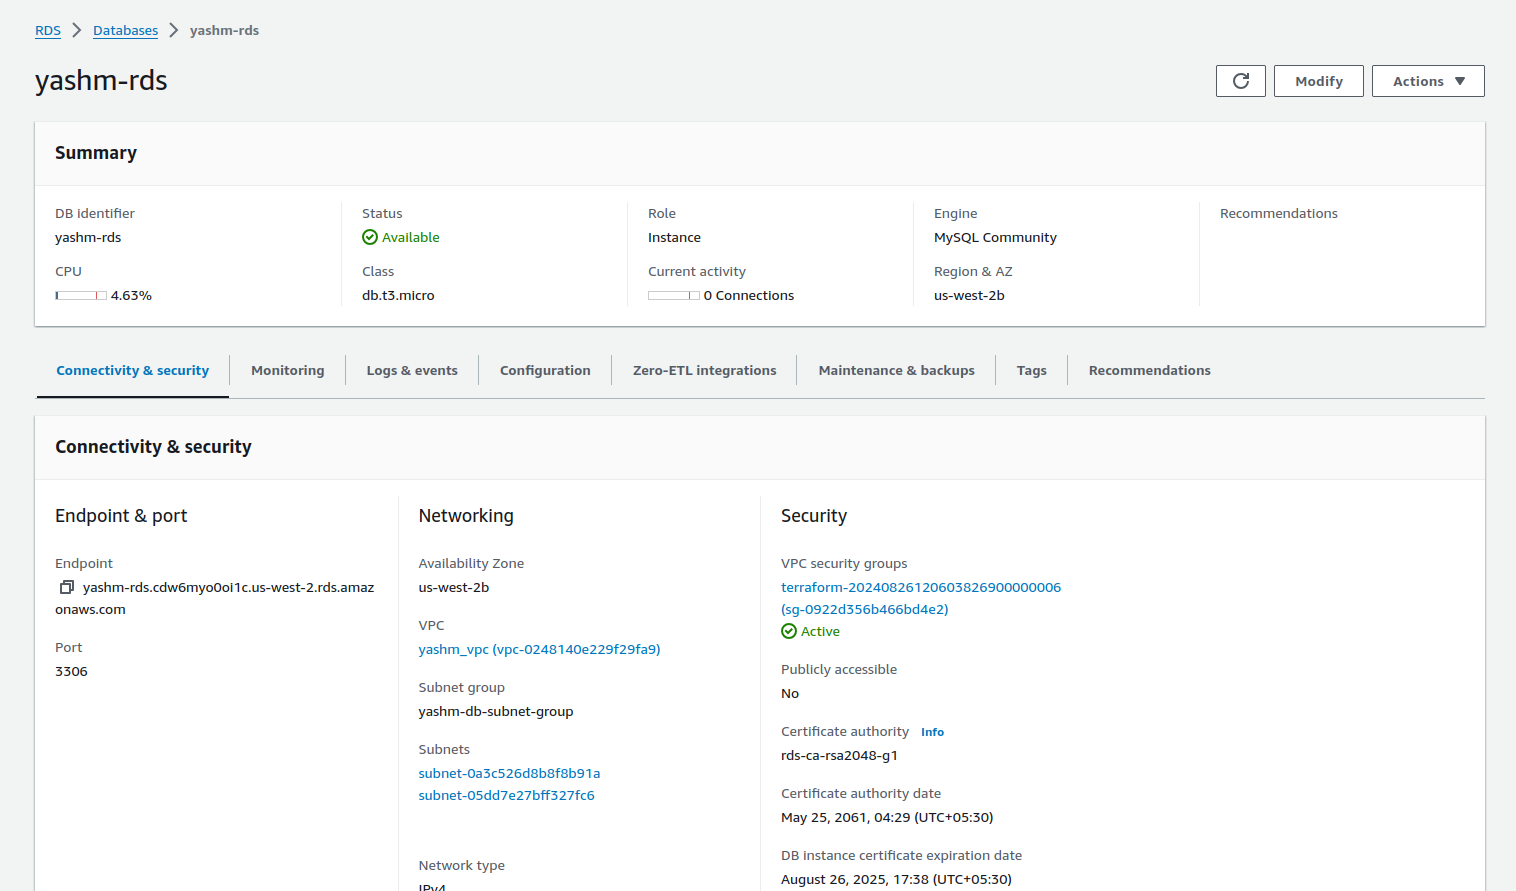 RDS > Databases > yashm-rds
yashm-rds
Modify
Actions
Summary
DB identifier
yashm-rds
CPU
4.63%
Status
Available
Class
db.t3.micro
Role
Instance
Current activity
0 Connections
Engine
MySQL Community
Region & AZ
us-west-2b
Recommendations
Connectivity & security
Monitoring
Logs & events
Configuration
Zero-ETL integrations
Maintenance & backups
Tags
Recommendations
Connectivity & security
Endpoint & port
Endpoint
yashm-rds.cdw6myo0oi1c.us-west-2.rds.amaz
onaws.com
Port
3306
Networking
Availability Zone
us-west-2b
VPC
yashm_vpc (vpc-0248140e229f29fa9)
Subnet group
yashm-db-subnet-group
Subnets
subnet-0a3c526d8b8f8b91a
subnet-05dd7e27bff327fc6
Network type
IPv4
Security
VPC security groups
terraform-20240826120603826900000006
(sg-0922d356b466bd4e2)
Active
Publicly accessible
No
Certificate authority Info
rds-ca-rsa2048-g1
Certificate authority date
May 25, 2061, 04:29 (UTC+05:30)
DB instance certificate expiration date
August 26, 2025, 17:38 (UTC+05:30)